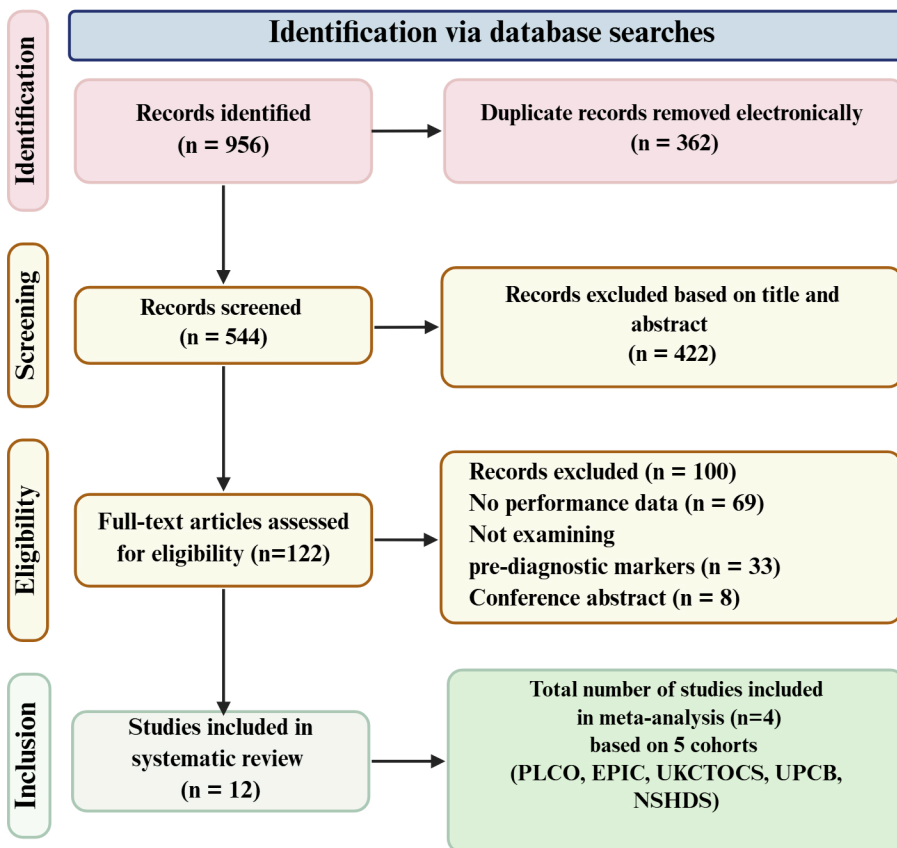 Identification via database searches
Identification
Records identified
(n = 956)
Duplicate records removed electronically
(n = 362)
Screening
Records screened
(n = 544)
Records excluded based on title and
abstract
(n = 422)
Eligibility
Full-text articles assessed
for eligibility (n=122)
Records excluded (n = 100)
No performance data (n = 69)
Not examining
pre-diagnostic markers (n = 33)
Conference abstract (n = 8)
Inclusion
Studies included in
systematic review
(n = 12)
Total number of studies included
in meta-analysis (n=4)
based on 5 cohorts
(PLCO, EPIC, UKCTOCS, UPCB,
NSHDS)